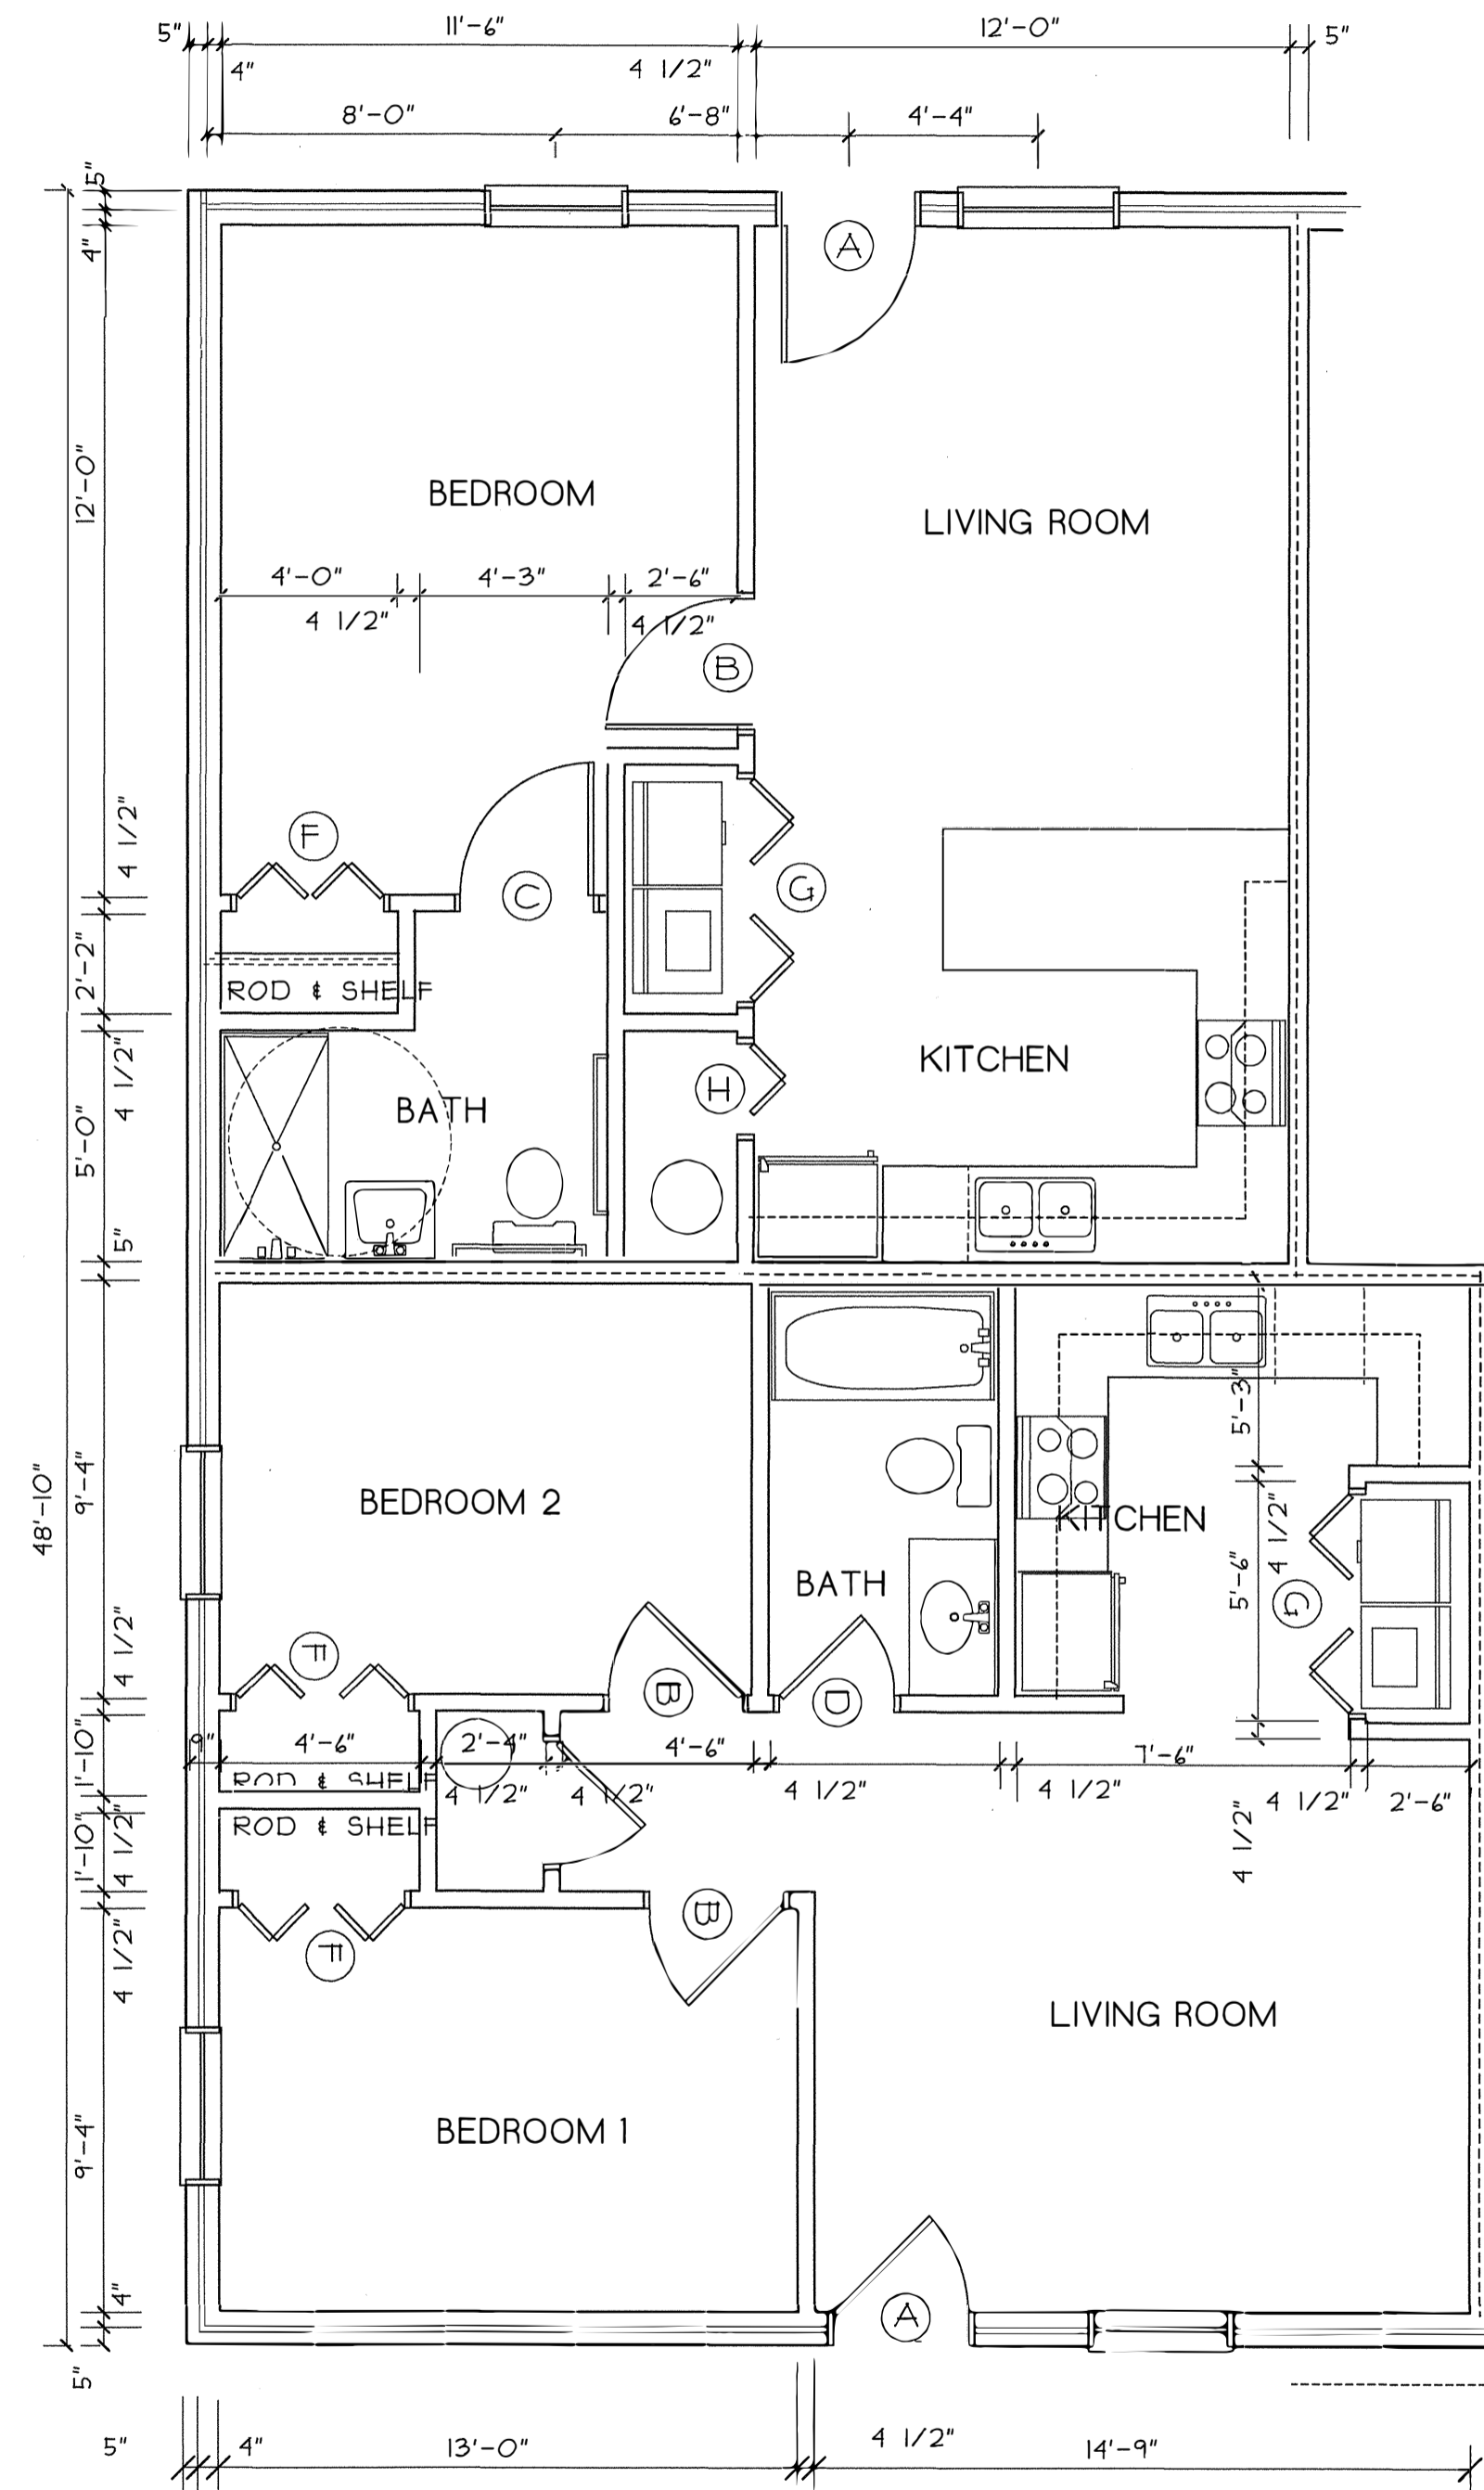 5" 11'-6" 12'-0" 5"
4" 4 1/2"
8'-0" 6'-8" 4'-4"
5"
A
4"
12'-0"
BEDROOM
LIVING ROOM
4'-0" 4'-3" 2'-6"
4 1/2" 4 1/2"
B
4 1/2"
F
C
G
2'-2"
ROD & SHELF
4 1/2"
KITCHEN
H
BATH
5'-0"
5"
5'-3"
9'-4"
48'-10"
BEDROOM 2
KITCHEN
4 1/2"
BATH
5'-6"
G
4 1/2"
F
B
D
9" 4'-6" 2'-4" 4'-6" 7'-6"
1'-10"
ROD & SHELF
4 1/2" 4 1/2" 4 1/2" 4 1/2" 4 1/2" 2'-6"
ROD & SHELF
1'-10"
4 1/2"
4 1/2"
B
4 1/2"
F
LIVING ROOM
9'-4"
BEDROOM 1
4"
A
5"
5" 4" 13'-0" 4 1/2" 14'-9"